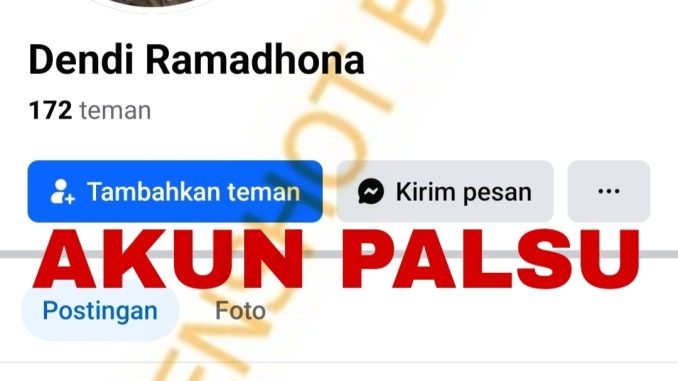 Dendi Ramadhona
172 teman
Tambahkan teman
Kirim pesan
AKUN PALSU
Postingan
Foto